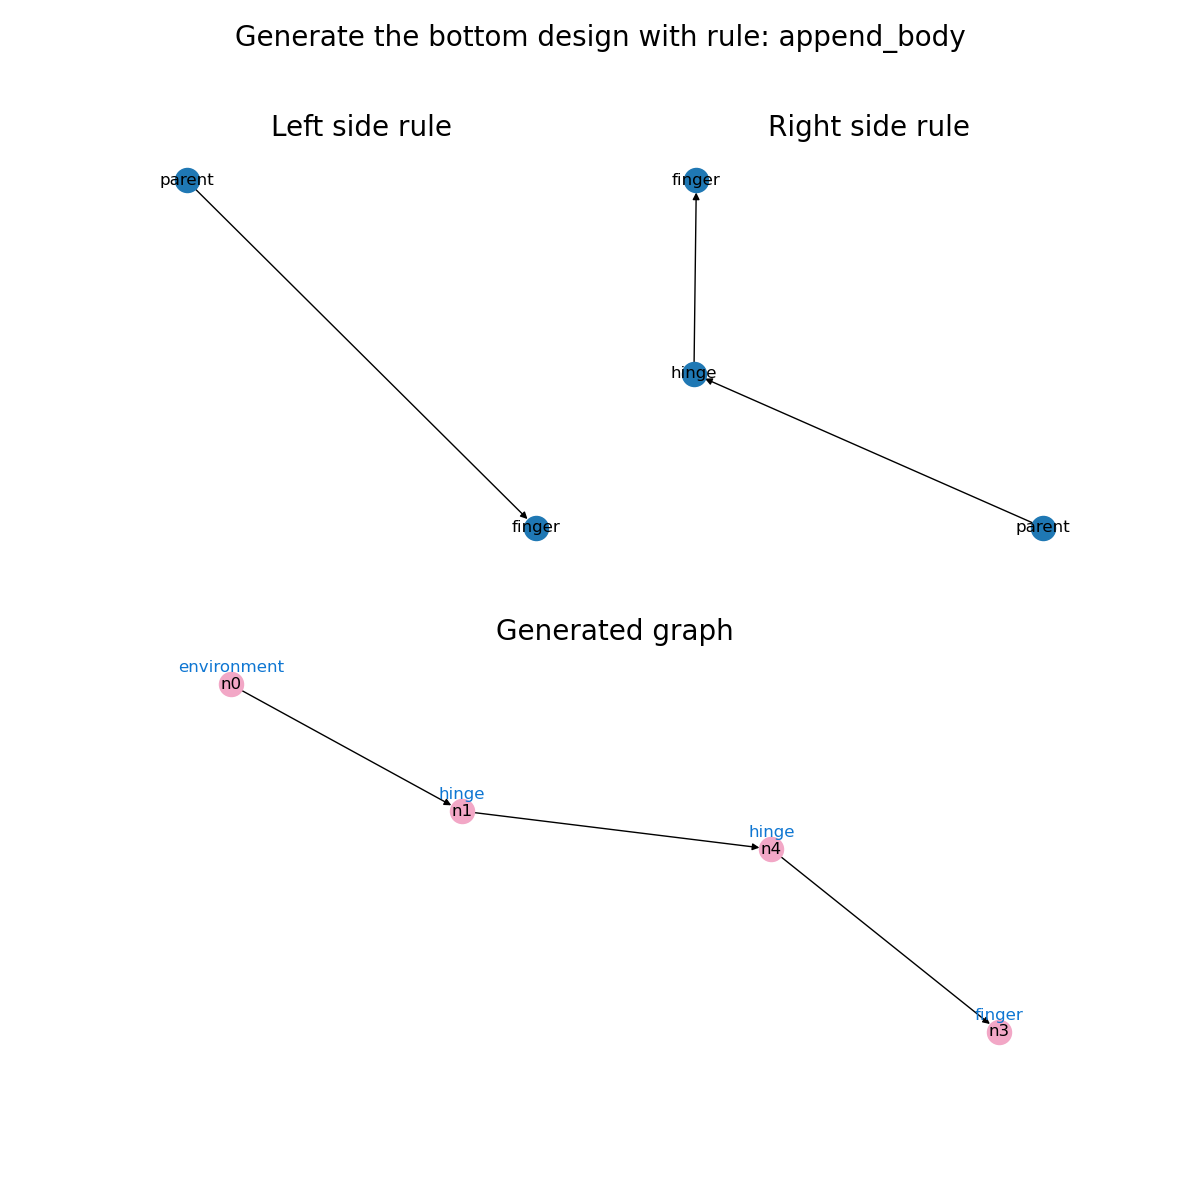 Generate the bottom design with rule: append_body
Left side rule
Right side rule
parent
finger
finger
hinge
parent
Generated graph
environment
n0
hinge
n1
hinge
n4
finger
n3